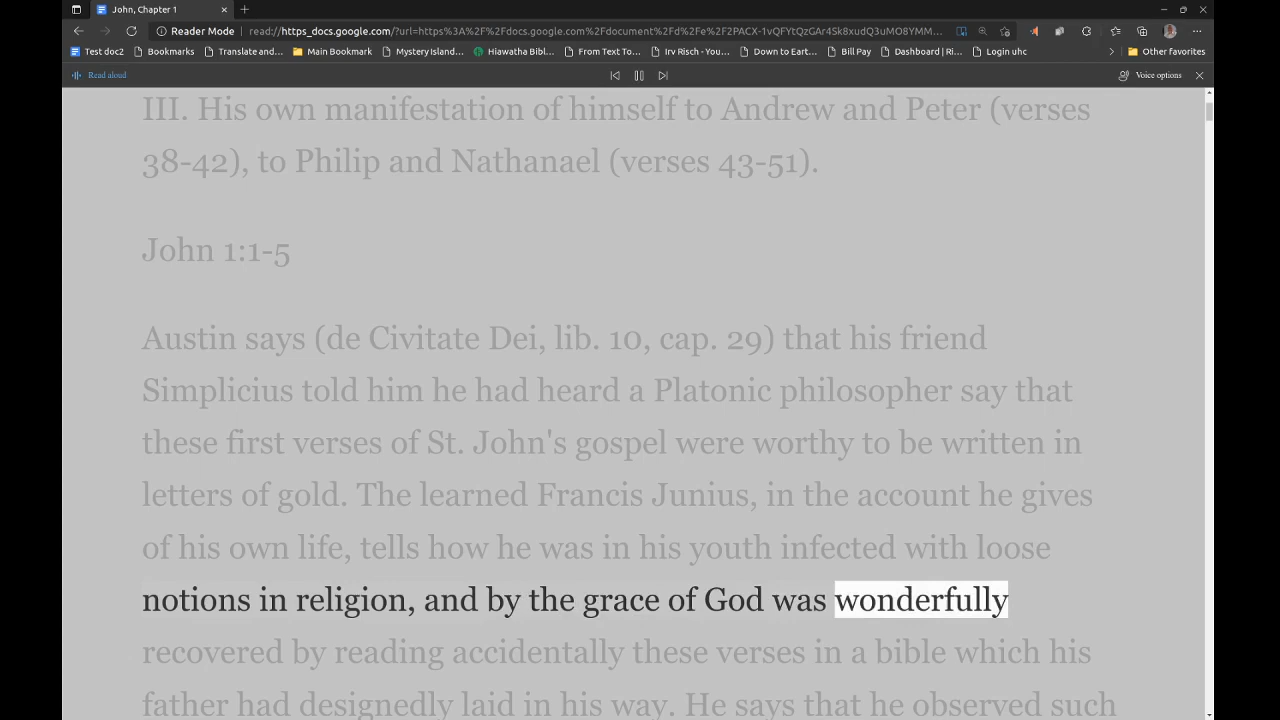 John, Chapter 1
Reader Mode read://https_docs.google.com/?url=https%3A%2F%2Fdocs.google.com%2Fdocument%2Fd%2Fe%2F2PACX-1vQFYtQzGAr4Sk8xudQ3uMO8YMM...
Test doc2 Bookmarks Translate and... Main Bookmark Mystery Island... Hiawatha Bibl... From Text To... Irv Risch - You... Down to Eart... Bill Pay Dashboard | Ri... Login uhc Other favorites
Read aloud Voice options
III. His own manifestation of himself to Andrew and Peter (verses
38-42), to Philip and Nathanael (verses 43-51).
John 1:1-5
Austin says (de Civitate Dei, lib. 10, cap. 29) that his friend
Simplicius told him he had heard a Platonic philosopher say that
these first verses of St. John's gospel were worthy to be written in
letters of gold. The learned Francis Junius, in the account he gives
of his own life, tells how he was in his youth infected with loose
notions in religion, and by the grace of God was wonderfully
recovered by reading accidentally these verses in a bible which his
father had designedly laid in his way. He says that he observed such